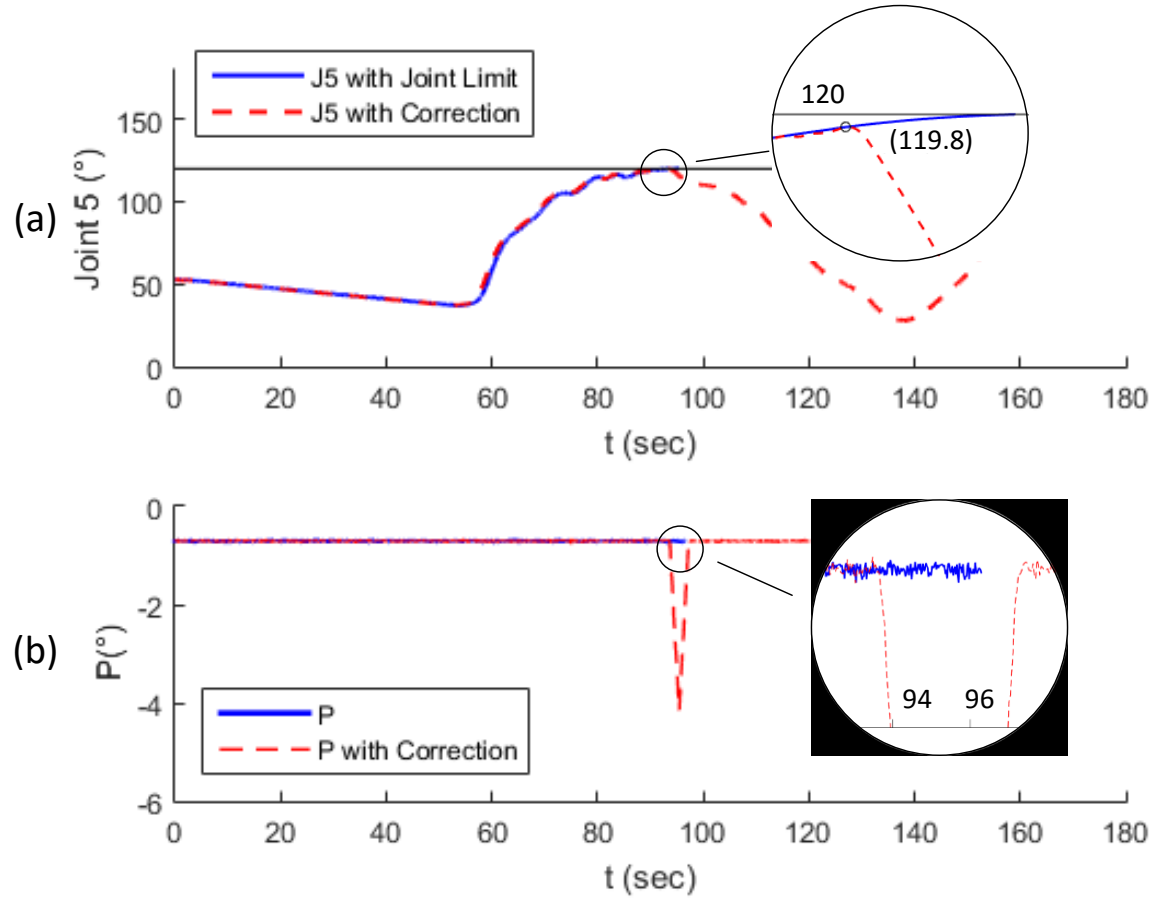 (a)
J5 with Joint Limit
J5 with Correction
Joint 5 (°)
150
100
50
0
0 20 40 60 80 100 120 140 160 180
t (sec)
120
(119.8)
(b)
P(°)
0
-2
-4
-6
P
P with Correction
0 20 40 60 80 100 120 140 160 180
t (sec)
94 96